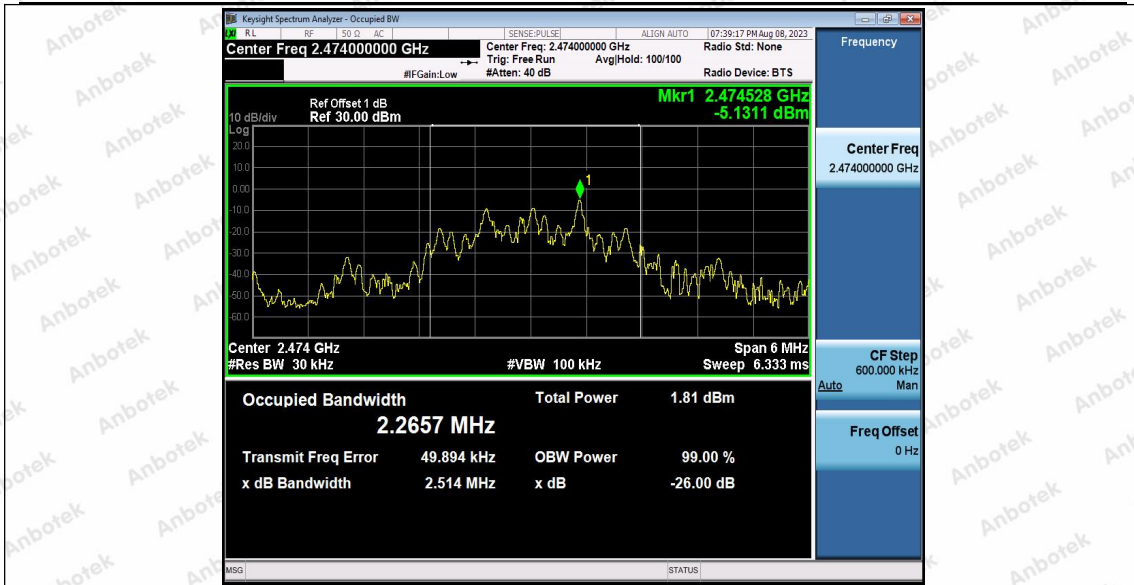 Keysight Spectrum Analyzer - Occupied BW
LXI RL RF 50 Ω AC SENSE:PULSE ALIGN AUTO 07:39:17 PM Aug 08, 2023
Center Freq 2.474000000 GHz Center Freq: 2.474000000 GHz Radio Std: None
Trig: Free Run Avg|Hold: 100/100
#IFGain:Low #Atten: 40 dB Radio Device: BTS
Frequency
Mkr1 2.474528 GHz
-5.1311 dBm
Ref Offset 1 dB
10 dB/div Ref 30.00 dBm
Log
20.0
10.0
0.00
-10.0
-20.0
-30.0
-40.0
-50.0
-60.0
1
Center 2.474 GHz Span 6 MHz
#Res BW 30 kHz #VBW 100 kHz Sweep 6.333 ms
Occupied Bandwidth Total Power 1.81 dBm
2.2657 MHz
Transmit Freq Error 49.894 kHz OBW Power 99.00 %
x dB Bandwidth 2.514 MHz x dB -26.00 dB
Center Freq
2.474000000 GHz
CF Step
600.000 kHz
Auto Man
Freq Offset
0 Hz
MSG STATUS
Anbotek